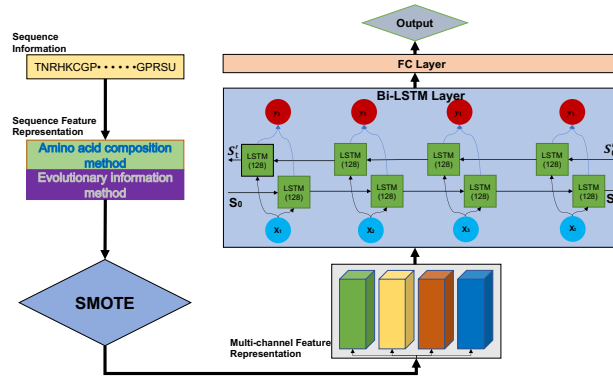 Sequence
Information
TNRHKCGP••••••GPRSU
Sequence Feature
Representation
Amino acid composition
method
Evolutionary information
method
SMOTE
Multi-channel Feature
Representation
Output
FC Layer
Bi-LSTM Layer
LSTM
(128)
LSTM
(128)
LSTM
(128)
LSTM
(128)
LSTM
(128)
LSTM
(128)
LSTM
(128)
LSTM
(128)
S₀
X₁
X₂
X₃